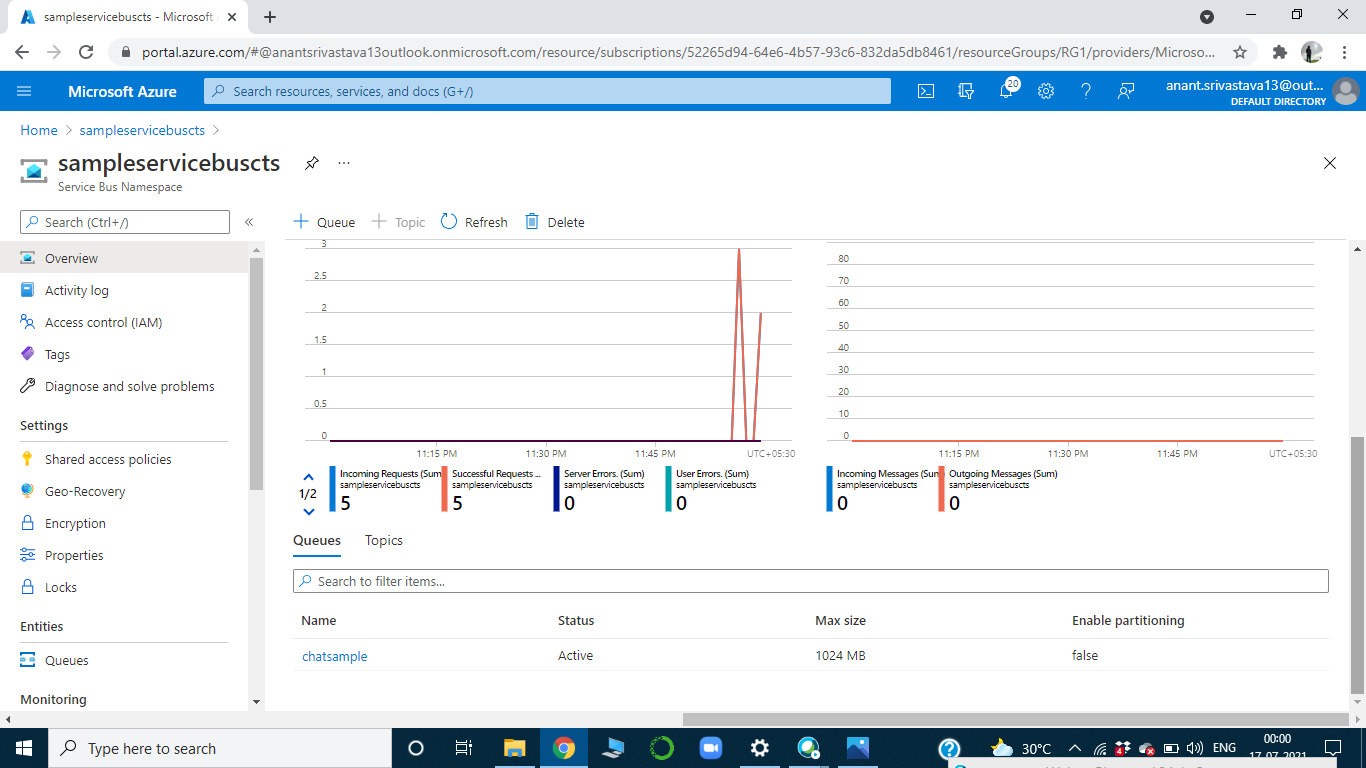 sampleservicebuscts - Microsoft
portal.azure.com/#@anantsrivastava13outlook.onmicrosoft.com/resource/subscriptions/52265d94-64e6-4b57-93c6-832da5db8461/resourceGroups/RG1/providers/Microso...
Microsoft Azure
Search resources, services, and docs (G+/)
20
anant.srivastava13@out...
DEFAULT DIRECTORY
Home > sampleservicebuscts >
sampleservicebuscts
Service Bus Namespace
Search (Ctrl+/)
Queue Topic Refresh Delete
Overview
Activity log
Access control (IAM)
Tags
Diagnose and solve problems
Settings
Shared access policies
Geo-Recovery
Encryption
Properties
Locks
Entities
Queues
Monitoring
3
2.5
2
1.5
1
0.5
0
11:15 PM 11:30 PM 11:45 PM UTC+05:30
80
70
60
50
40
30
20
10
0
11:15 PM 11:30 PM 11:45 PM UTC+05:30
1/2
Incoming Requests (Sum)
sampleservicebuscts
5
Successful Requests ...
sampleservicebuscts
5
Server Errors. (Sum)
sampleservicebuscts
0
User Errors. (Sum)
sampleservicebuscts
0
Incoming Messages (Sum)
sampleservicebuscts
0
Outgoing Messages (Sum)
sampleservicebuscts
0
Queues Topics
Search to filter items...
Name Status Max size Enable partitioning
chatsample Active 1024 MB false
Type here to search
30°C
4
ENG
00:00
17-07-2021